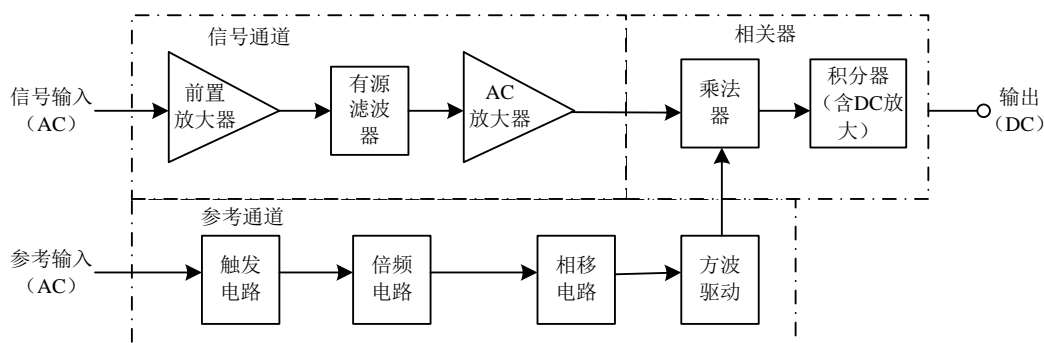 信号通道
相关器
信号输入
（AC）
前置
放大器
有源
滤波
器
AC
放大器
乘法
器
积分器
（含DC放
大）
输出
（DC）
参考通道
参考输入
（AC）
触发
电路
倍频
电路
相移
电路
方波
驱动